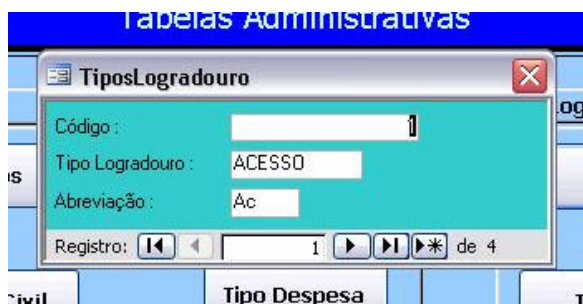 Tabelas Administrativas
TiposLogradouro
Código : 1
Tipo Logradouro : ACESSO
Abreviação : Ac
Registro: 1 de 4
Tipo Despesa